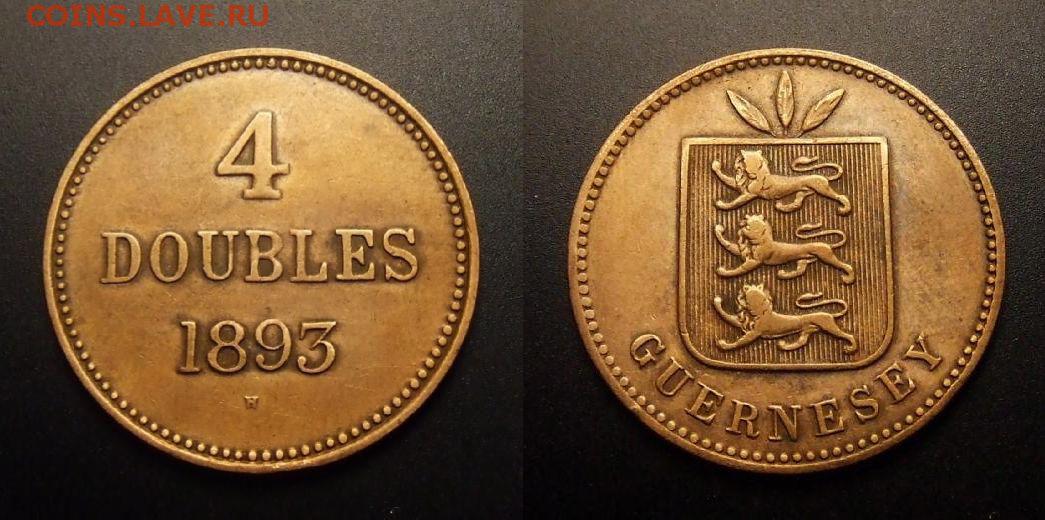 COINS.LAVE.RU
4
DOUBLES
1893
H
GUERNESEY